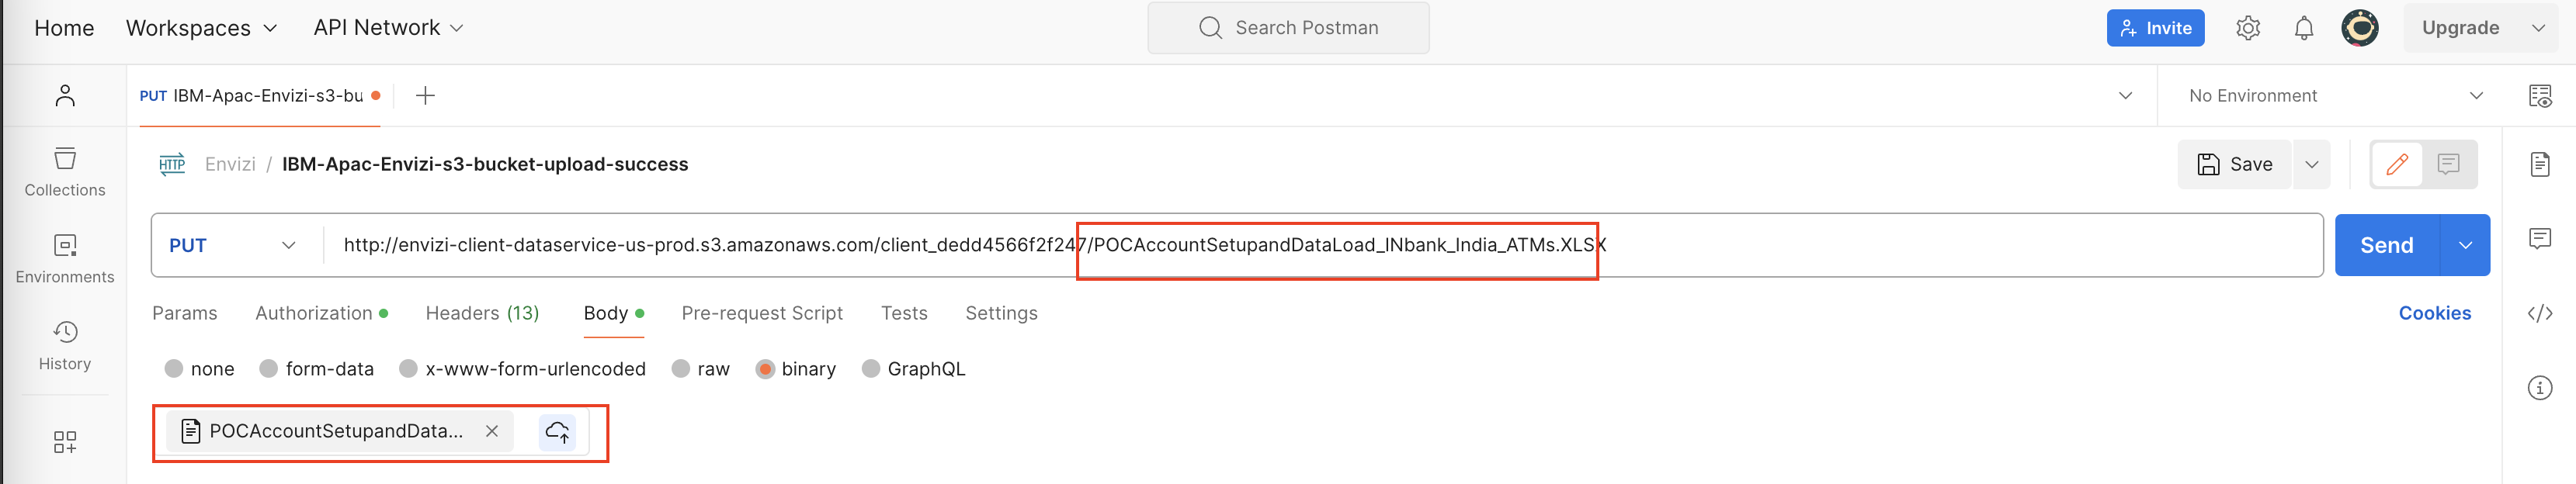 Home Workspaces API Network Search Postman Invite Upgrade
PUT IBM-Apac-Envizi-s3-bu No Environment
HTTP Envizi / IBM-Apac-Envizi-s3-bucket-upload-success Save
Collections
PUT http://envizi-client-dataservice-us-prod.s3.amazonaws.com/client_dedd4566f2f247/POCAccountSetupandDataLoad_INbank_India_ATMs.XLSX Send
Environments
Params Authorization Headers (13) Body Pre-request Script Tests Settings Cookies
History
none form-data x-www-form-urlencoded raw binary GraphQL
POCAccountSetupandData...